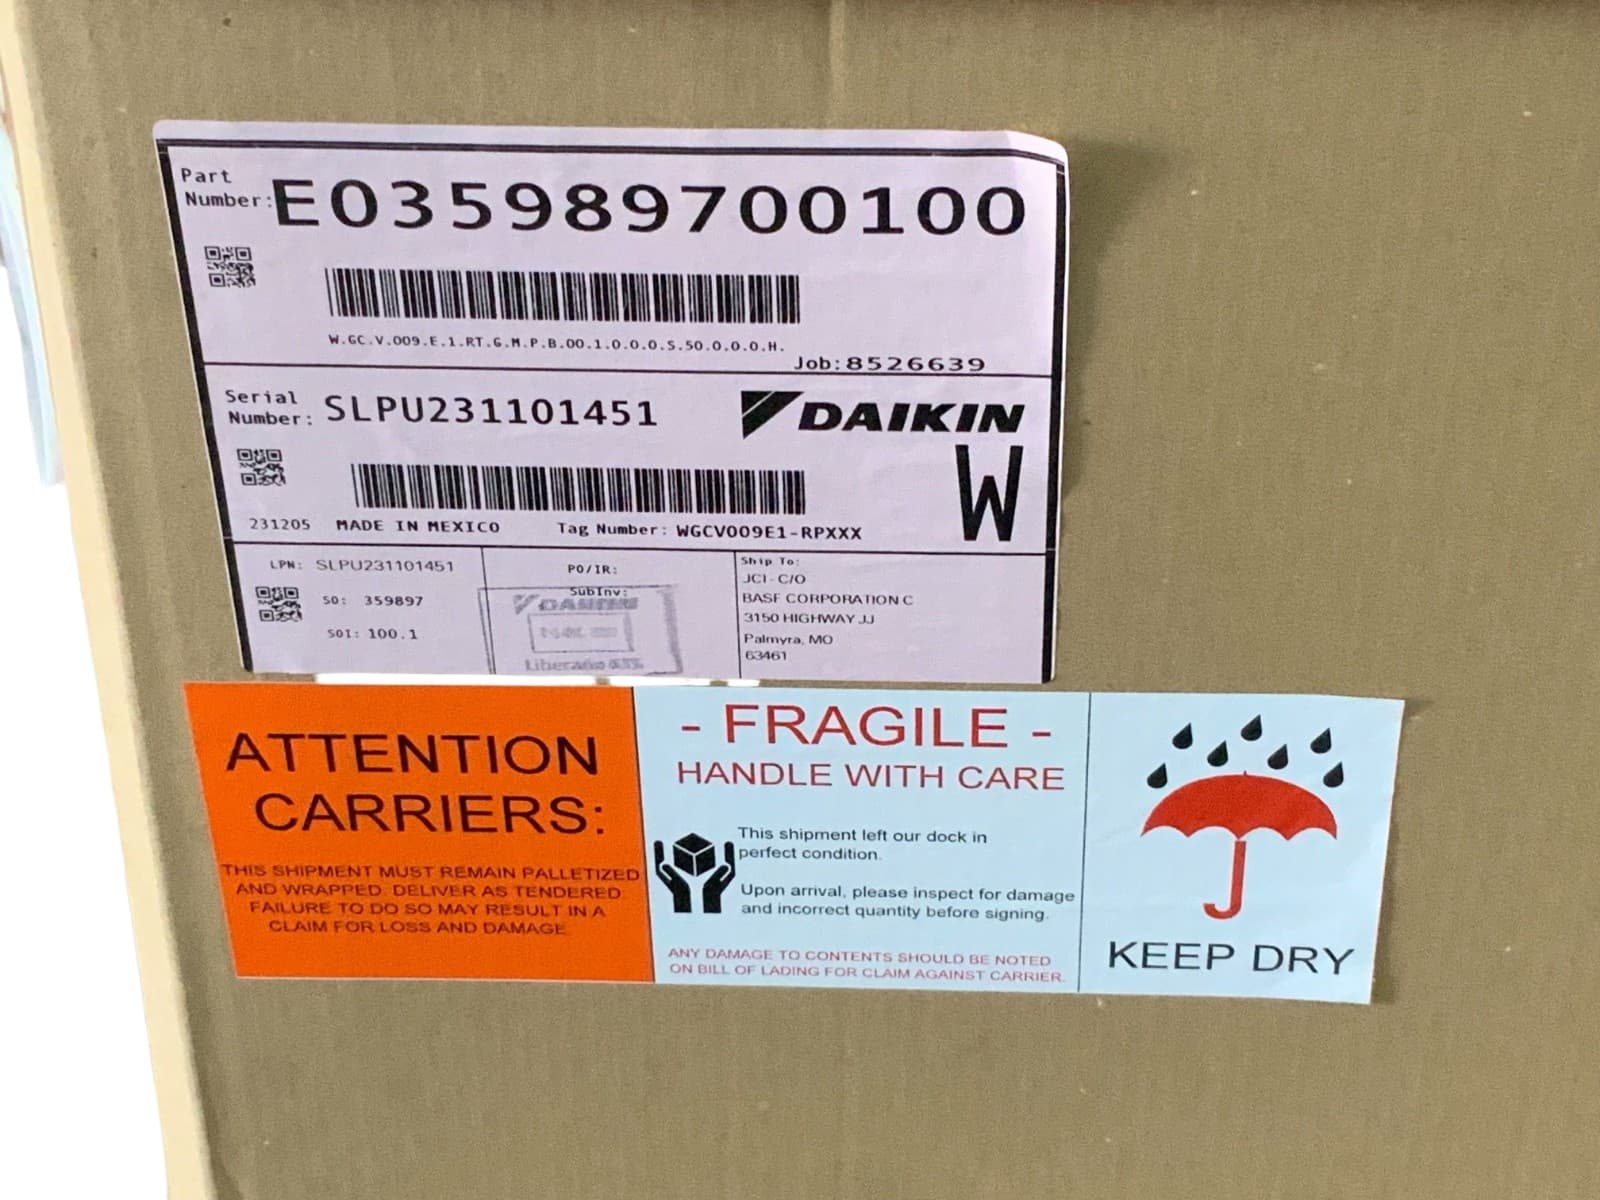 Part
Number: E035989700100
W.GC.V.009.E.1.RT.G.M.P.B.00.1.0.0.0.S.50.0.0.0.H.
Job: 8526639
Serial
Number: SLPU231101451
DAIKIN
W
231205 MADE IN MEXICO Tag Number: WGCV009E1-RPXXX
LPN: SLPU231101451
SO: 359897
SOI: 100.1
PO/IR:
SubInv:
DAIKIN
Ship To:
JCI - C/O
BASF CORPORATION C
3150 HIGHWAY JJ
Palmyra, MO
63461
ATTENTION
CARRIERS:
THIS SHIPMENT MUST REMAIN PALLETIZED
AND WRAPPED. DELIVER AS TENDERED.
FAILURE TO DO SO MAY RESULT IN A
CLAIM FOR LOSS AND DAMAGE.
- FRAGILE -
HANDLE WITH CARE
This shipment left our dock in
perfect condition.
Upon arrival, please inspect for damage
and incorrect quantity before signing.
ANY DAMAGE TO CONTENTS SHOULD BE NOTED
ON BILL OF LADING FOR CLAIM AGAINST CARRIER.
KEEP DRY